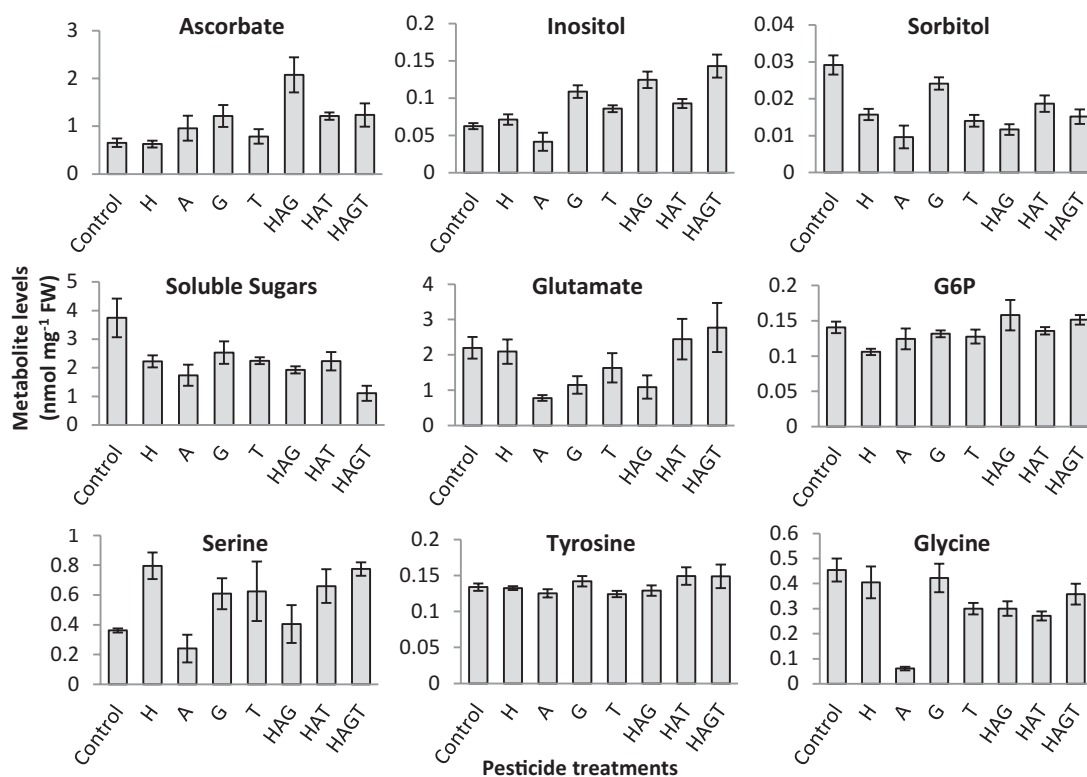 Ascorbate
3
2
1
0
Control H A G T HAG HAT HAGT
Inositol
0.2
0.15
0.1
0.05
0
Control H A G T HAG HAT HAGT
Sorbitol
0.04
0.03
0.02
0.01
0
Control H A G T HAG HAT HAGT
Metabolite levels
(nmol mg⁻¹ FW)
Soluble Sugars
5
4
3
2
1
0
Control H A G T HAG HAT HAGT
Glutamate
4
3
2
1
0
Control H A G T HAG HAT HAGT
G6P
0.2
0.15
0.1
0.05
0
Control H A G T HAG HAT HAGT
Serine
1
0.8
0.6
0.4
0.2
0
Control H A G T HAG HAT HAGT
Tyrosine
0.2
0.15
0.1
0.05
0
Control H A G T HAG HAT HAGT
Glycine
0.6
0.5
0.4
0.3
0.2
0.1
0
Control H A G T HAG HAT HAGT
Pesticide treatments